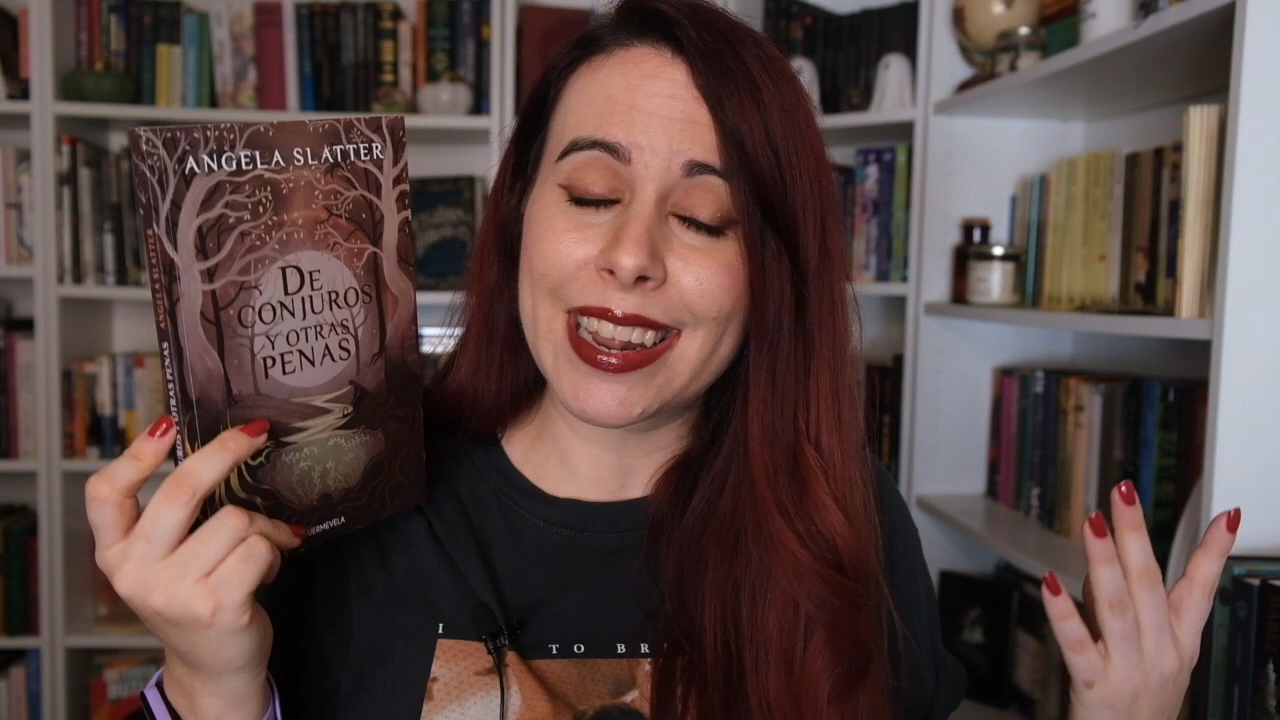 ANGELA SLATTER
DE
CONJUROS
Y OTRAS
PENAS
ANGELA SLATTER
OTRAS PENAS
I
TO BR